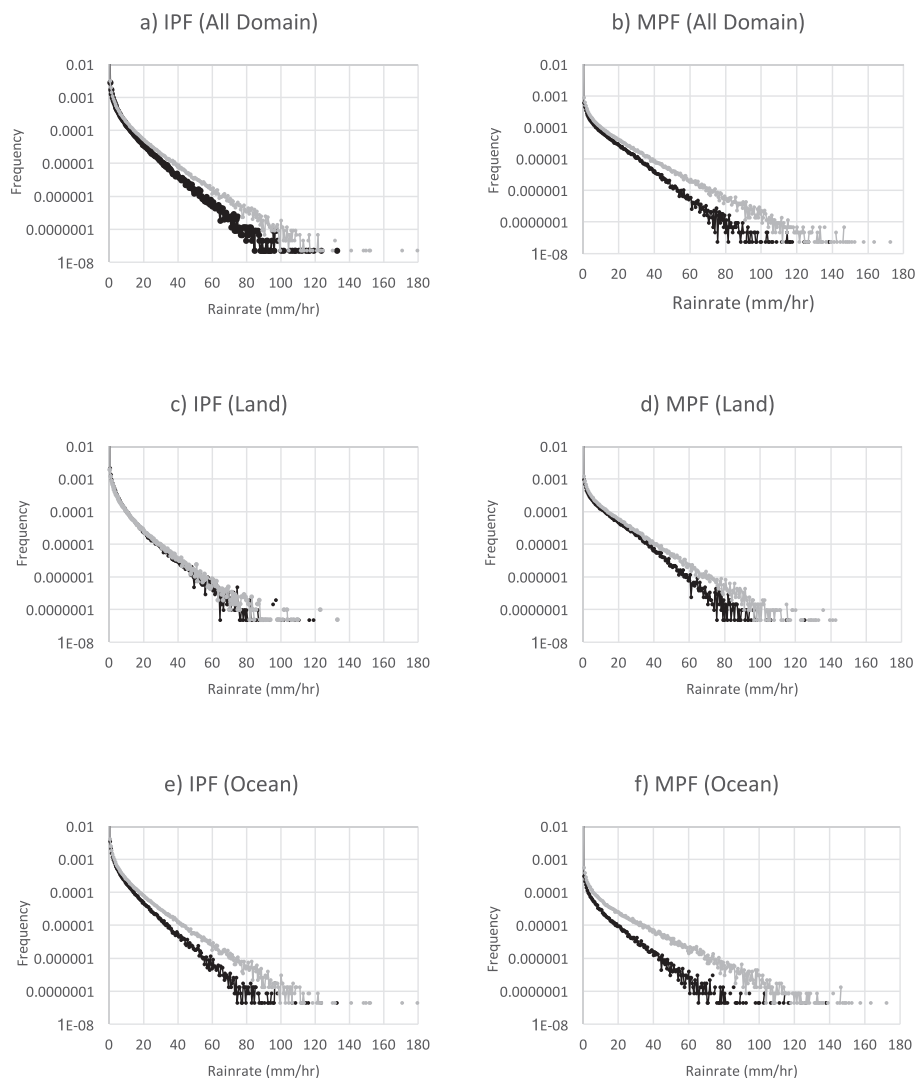 a) IPF (All Domain)
0.01
0.001
0.0001
0.00001
0.000001
0.0000001
1E-08
Frequency
0 20 40 60 80 100 120 140 160 180
Rainrate (mm/hr)
b) MPF (All Domain)
0.01
0.001
0.0001
0.00001
0.000001
0.0000001
1E-08
Frequency
0 20 40 60 80 100 120 140 160 180
Rainrate (mm/hr)
c) IPF (Land)
0.01
0.001
0.0001
0.00001
0.000001
0.0000001
1E-08
Frequency
0 20 40 60 80 100 120 140 160 180
Rainrate (mm/hr)
d) MPF (Land)
0.01
0.001
0.0001
0.00001
0.000001
0.0000001
1E-08
Frequency
0 20 40 60 80 100 120 140 160 180
Rainrate (mm/hr)
e) IPF (Ocean)
0.01
0.001
0.0001
0.00001
0.000001
0.0000001
1E-08
Frequency
0 20 40 60 80 100 120 140 160 180
Rainrate (mm/hr)
f) MPF (Ocean)
0.01
0.001
0.0001
0.00001
0.000001
0.0000001
1E-08
Frequency
0 20 40 60 80 100 120 140 160 180
Rainrate (mm/hr)